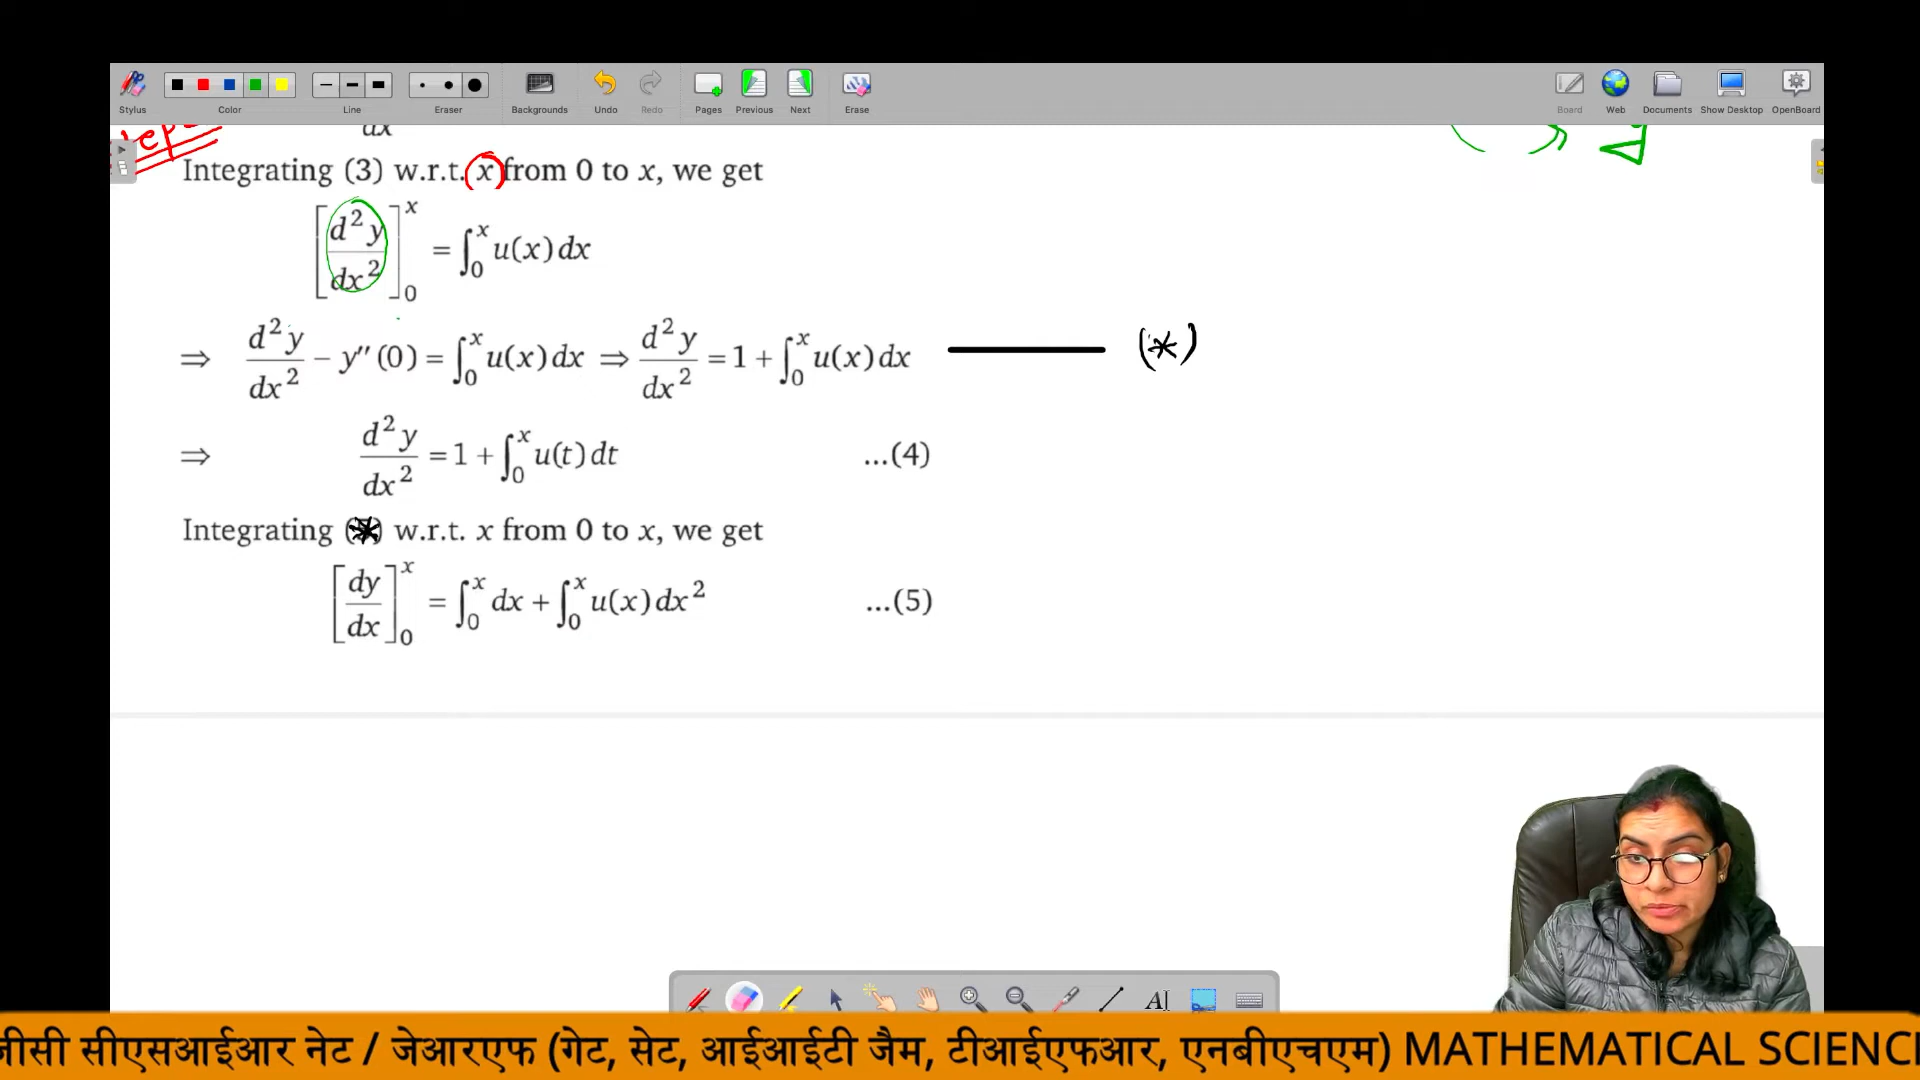 Stylus Color Line Eraser Backgrounds Undo Redo Pages Previous Next Erase Board Web Documents Show Desktop OpenBoard
dx
Integrating (3) w.r.t. x from 0 to x, we get
[d²y/dx²]₀ˣ = ∫₀ˣ u(x) dx
⇒ d²y/dx² − y″(0) = ∫₀ˣ u(x) dx ⇒ d²y/dx² = 1 + ∫₀ˣ u(x) dx —— (*)
⇒ d²y/dx² = 1 + ∫₀ˣ u(t) dt ...(4)
Integrating (*) w.r.t. x from 0 to x, we get
[dy/dx]₀ˣ = ∫₀ˣ dx + ∫₀ˣ u(x) dx² ...(5)
सीएसआईआर नेट / जेआरएफ (गेट, सेट, आईआईटी जैम, टीआईएफआर, एनबीएचएम) MATHEMATICAL SCIENC